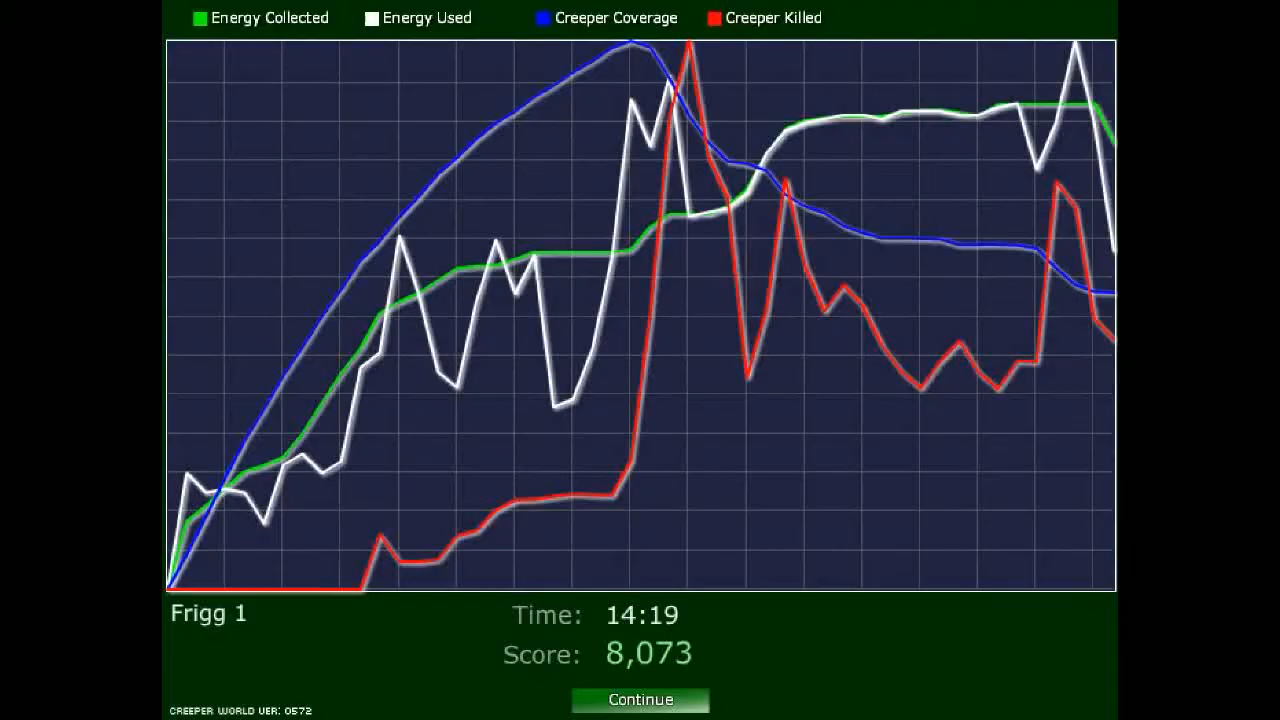 Energy Collected Energy Used Creeper Coverage Creeper Killed
Frigg 1
Time: 14:19
Score: 8,073
Continue
CREEPER WORLD VER: 0572